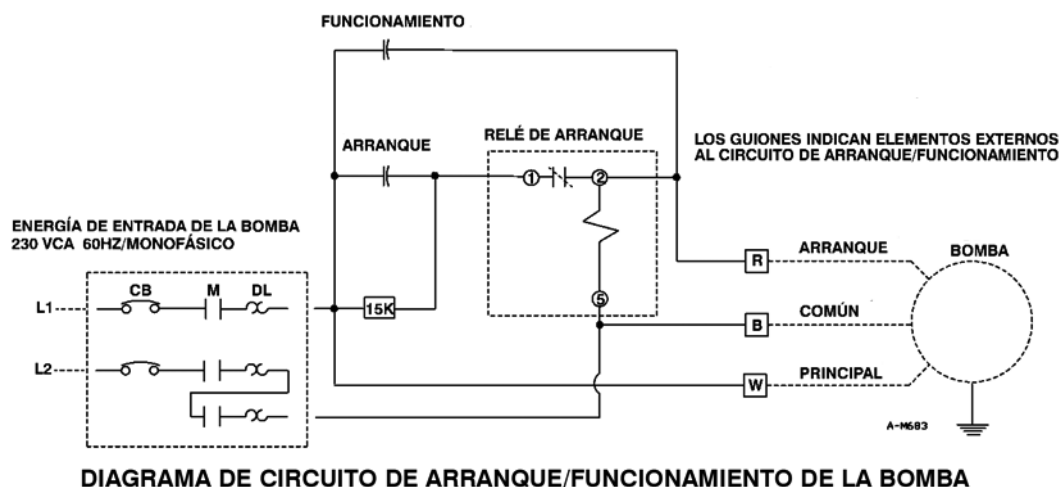 FUNCIONAMIENTO
ARRANQUE
RELÉ DE ARRANQUE
LOS GUIONES INDICAN ELEMENTOS EXTERNOS
AL CIRCUITO DE ARRANQUE/FUNCIONAMIENTO
1
2
ENERGÍA DE ENTRADA DE LA BOMBA
230 VCA 60HZ/MONOFÁSICO
R
ARRANQUE
BOMBA
CB
M
DL
L1
15K
5
B
COMÚN
L2
W
PRINCIPAL
A-M683
DIAGRAMA DE CIRCUITO DE ARRANQUE/FUNCIONAMIENTO DE LA BOMBA